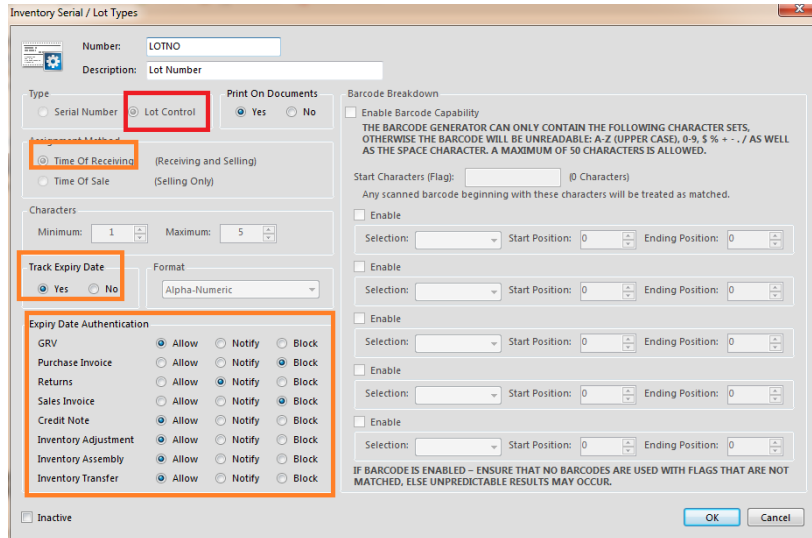 Inventory Serial / Lot Types
x
Number: LOTNO
Description: Lot Number
Type
Serial Number Lot Control
Print On Documents
Yes No
Assignment Method
Time Of Receiving (Receiving and Selling)
Time Of Sale (Selling Only)
Characters
Minimum: 1 Maximum: 5
Track Expiry Date
Yes No
Format
Alpha-Numeric
Expiry Date Authentication
GRV Allow Notify Block
Purchase Invoice Allow Notify Block
Returns Allow Notify Block
Sales Invoice Allow Notify Block
Credit Note Allow Notify Block
Inventory Adjustment Allow Notify Block
Inventory Assembly Allow Notify Block
Inventory Transfer Allow Notify Block
Inactive
Barcode Breakdown
Enable Barcode Capability
THE BARCODE GENERATOR CAN ONLY CONTAIN THE FOLLOWING CHARACTER SETS,
OTHERWISE THE BARCODE WILL BE UNREADABLE: A-Z (UPPER CASE), 0-9, $ % + - . / AS WELL
AS THE SPACE CHARACTER. A MAXIMUM OF 50 CHARACTERS IS ALLOWED.
Start Characters (Flag): (0 Characters)
Any scanned barcode beginning with these characters will be treated as matched.
Enable
Selection: Start Position: 0 Ending Position: 0
Enable
Selection: Start Position: 0 Ending Position: 0
Enable
Selection: Start Position: 0 Ending Position: 0
Enable
Selection: Start Position: 0 Ending Position: 0
Enable
Selection: Start Position: 0 Ending Position: 0
IF BARCODE IS ENABLED – ENSURE THAT NO BARCODES ARE USED WITH FLAGS THAT ARE NOT
MATCHED, ELSE UNPREDICTABLE RESULTS MAY OCCUR.
OK Cancel